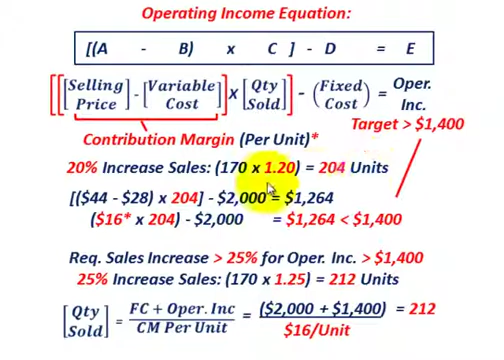 Operating Income Equation:
[(A - B) x C ] - D = E
[[[Selling Price] - [Variable Cost]] X [Qty Sold]] - (Fixed Cost) = Oper. Inc.
Target > $1,400
Contribution Margin (Per Unit)*
20% Increase Sales: (170 x 1.20) = 204 Units
[($44 - $28) x 204] - $2,000 = $1,264
($16* x 204) - $2,000 = $1,264 < $1,400
Req. Sales Increase > 25% for Oper. Inc. > $1,400
25% Increase Sales: (170 x 1.25) = 212 Units
[Qty Sold] = FC + Oper. Inc / CM Per Unit = ($2,000 + $1,400) / $16/Unit = 212